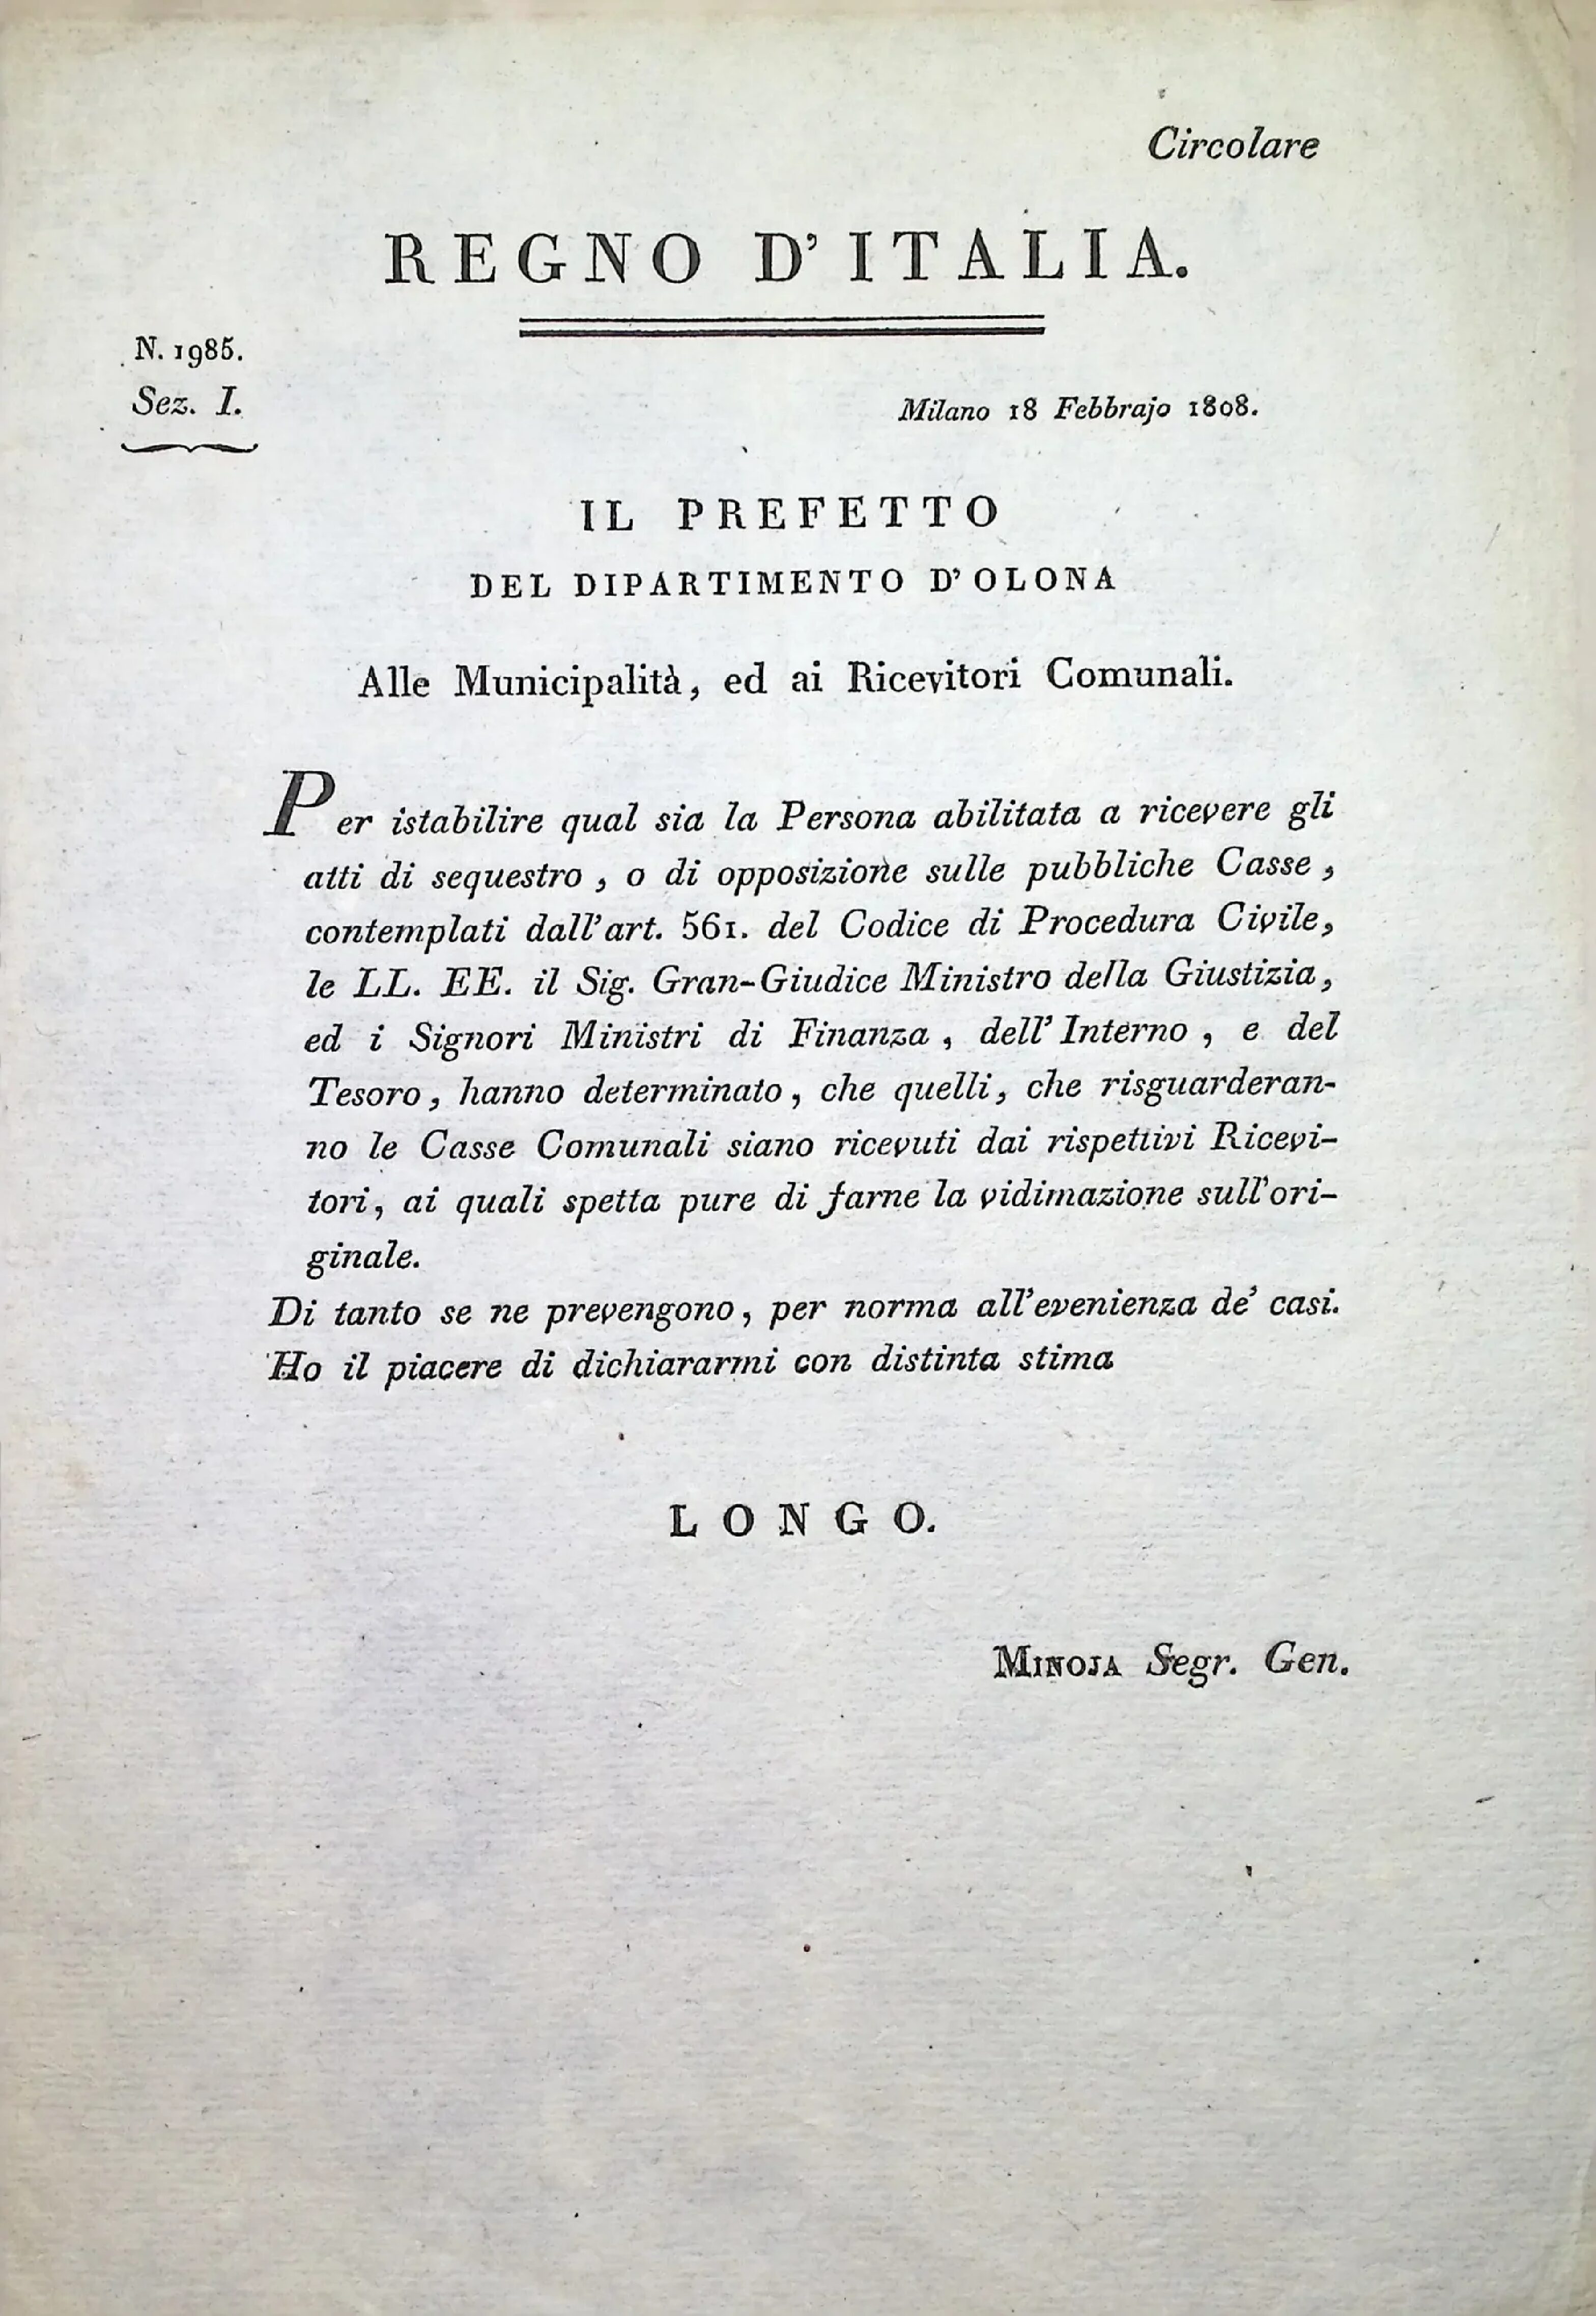 Circolare
REGNO D'ITALIA.
N. 1985.
Sez. I.
Milano 18 Febbrajo 1808.
IL PREFETTO
DEL DIPARTIMENTO D'OLONA
Alle Municipalità, ed ai Ricevitori Comunali.
Per istabilire qual sia la Persona abilitata a ricevere gli
atti di sequestro, o di opposizione sulle pubbliche Casse,
contemplati dall'art. 561. del Codice di Procedura Civile,
le LL. EE. il Sig. Gran-Giudice Ministro della Giustizia,
ed i Signori Ministri di Finanza, dell'Interno, e del
Tesoro, hanno determinato, che quelli, che risguarderan-
no le Casse Comunali siano ricevuti dai rispettivi Ricevi-
tori, ai quali spetta pure di farne la vidimazione sull'ori-
ginale.
Di tanto se ne prevengono, per norma all'evenienza de' casi.
Ho il piacere di dichiararmi con distinta stima
LONGO.
MINOJA Segr. Gen.